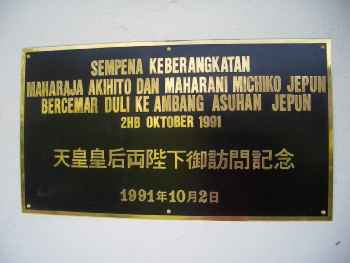 SEMPENA KEBERANGKATAN
MAHARAJA AKIHITO DAN MAHARANI MICHIKO JEPUN
BERCEMAR DULI KE AMBANG ASUHAN JEPUN
2HB OKTOBER 1991
天皇皇后両陛下御訪問記念
1991年10月2日